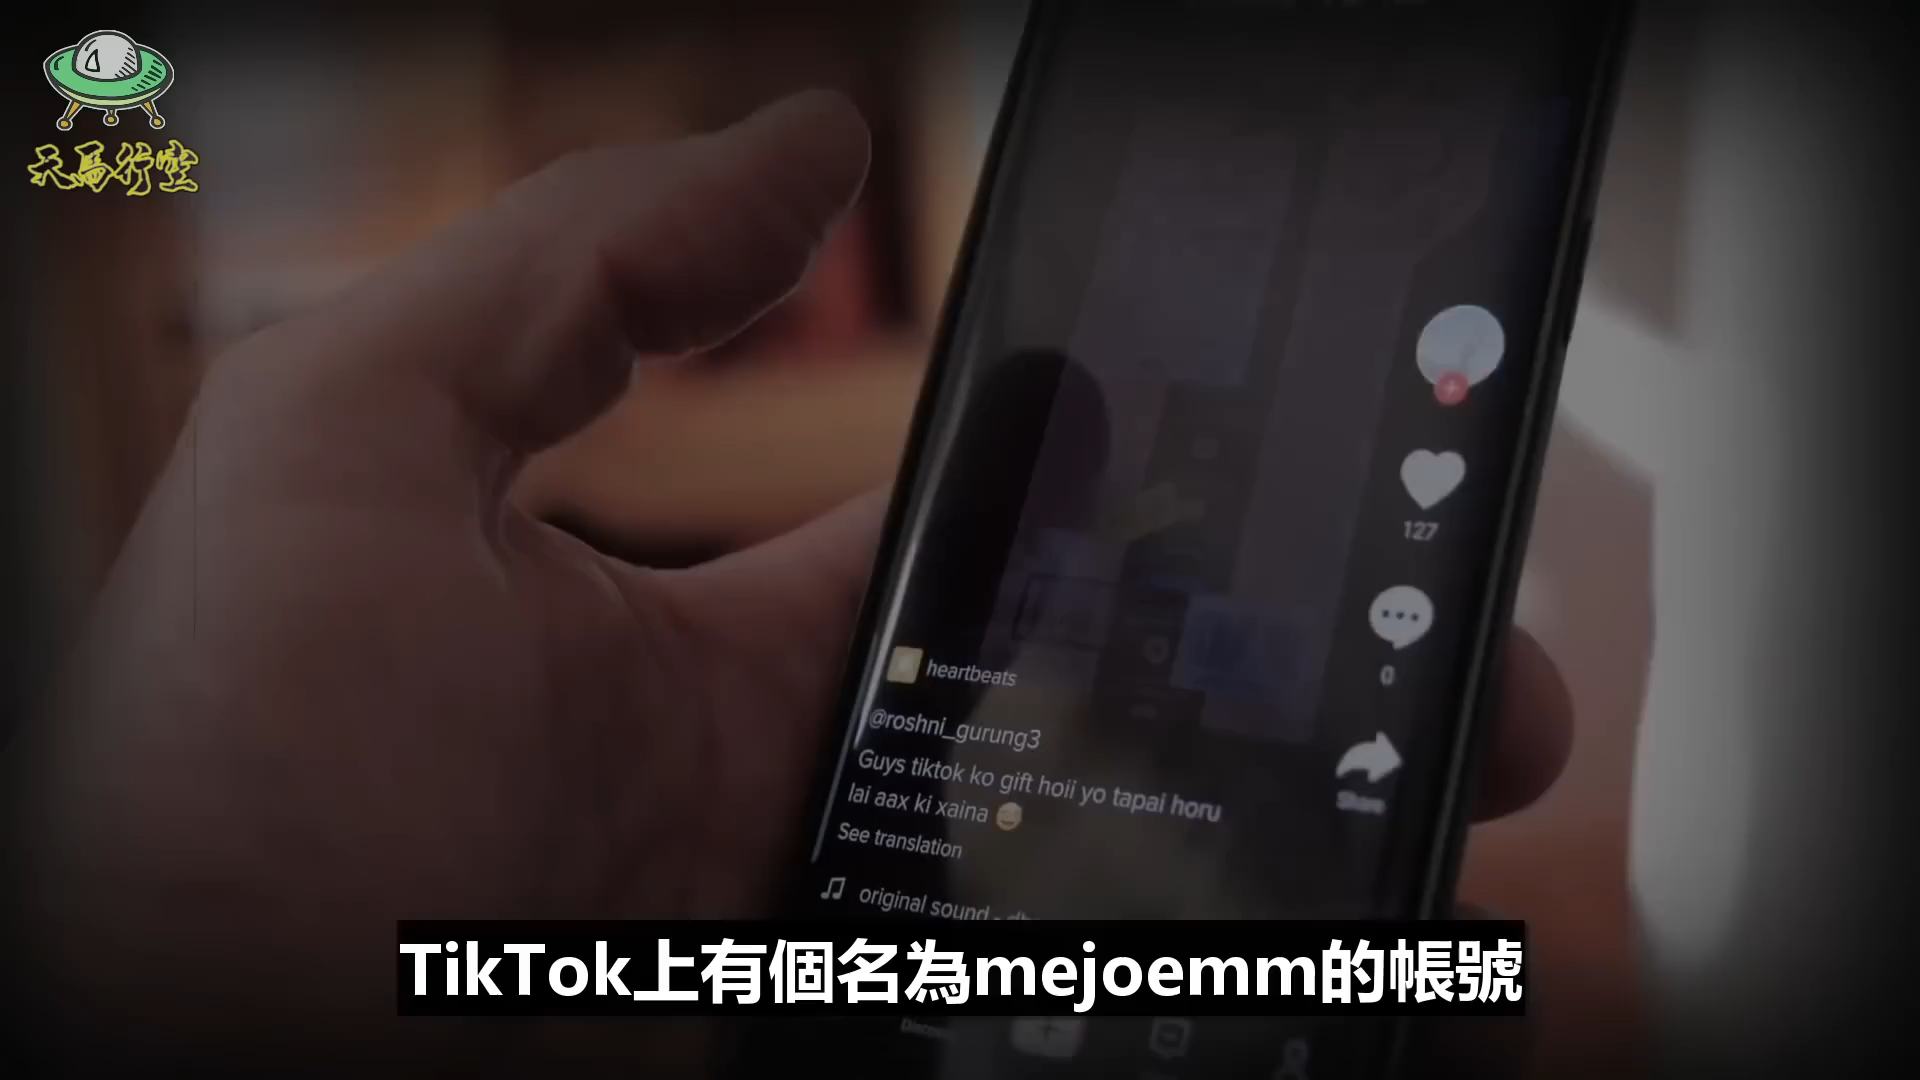 天馬行空
127
0
Share
heartbeats
@roshni_gurung3
Guys tiktok ko gift hoii yo tapai horu
lai aax ki xaina 😅
See translation
original sound -
TikTok上有個名為mejoemm的帳號